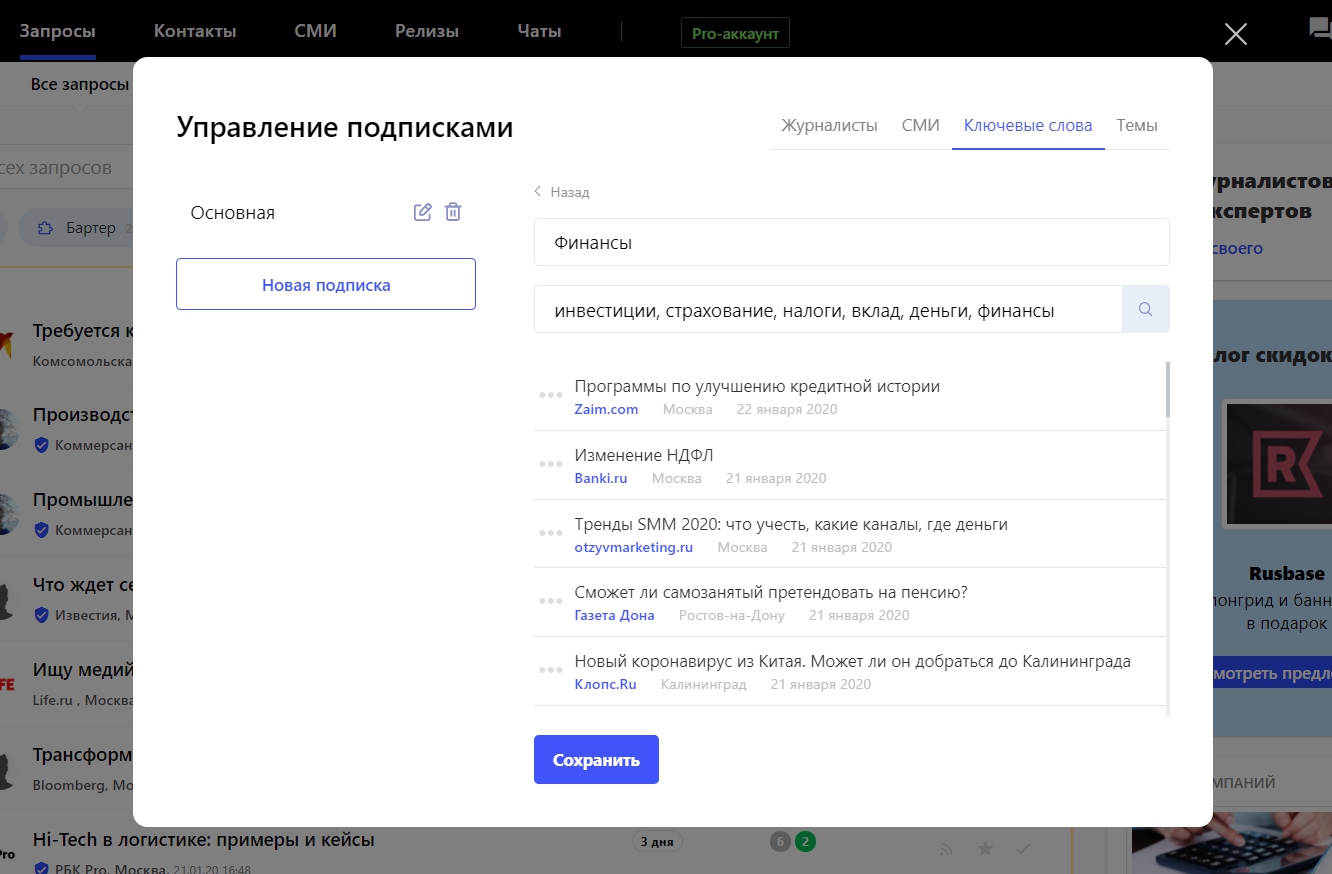 Запросы Контакты СМИ Релизы Чаты Pro-аккаунт
Все запросы
сех запросов
Бартер
Требуется к
Комсомольска
Производст
Коммерсан
Промышле
Коммерсан
Что ждет се
Известия, М
Ищу медий
Life.ru , Москва
Трансформ
Bloomberg, Мо
Hi-Tech в логистике: примеры и кейсы
РБК Pro, Москва, 21.01.20 16:48
3 дня
6 2
Управление подписками
Журналисты СМИ Ключевые слова Темы
Основная
Новая подписка
Назад
Финансы
инвестиции, страхование, налоги, вклад, деньги, финансы
Программы по улучшению кредитной истории
Zaim.com Москва 22 января 2020
Изменение НДФЛ
Banki.ru Москва 21 января 2020
Тренды SMM 2020: что учесть, какие каналы, где деньги
otzyvmarketing.ru Москва 21 января 2020
Сможет ли самозанятый претендовать на пенсию?
Газета Дона Ростов-на-Дону 21 января 2020
Новый коронавирус из Китая. Может ли он добраться до Калининграда
Клопс.Ru Калининград 21 января 2020
Сохранить
урналистов
кспертов
своего
лог скидок
Rusbase
лонгрид и банн
в подарок
мотреть предло
МПАНИЙ